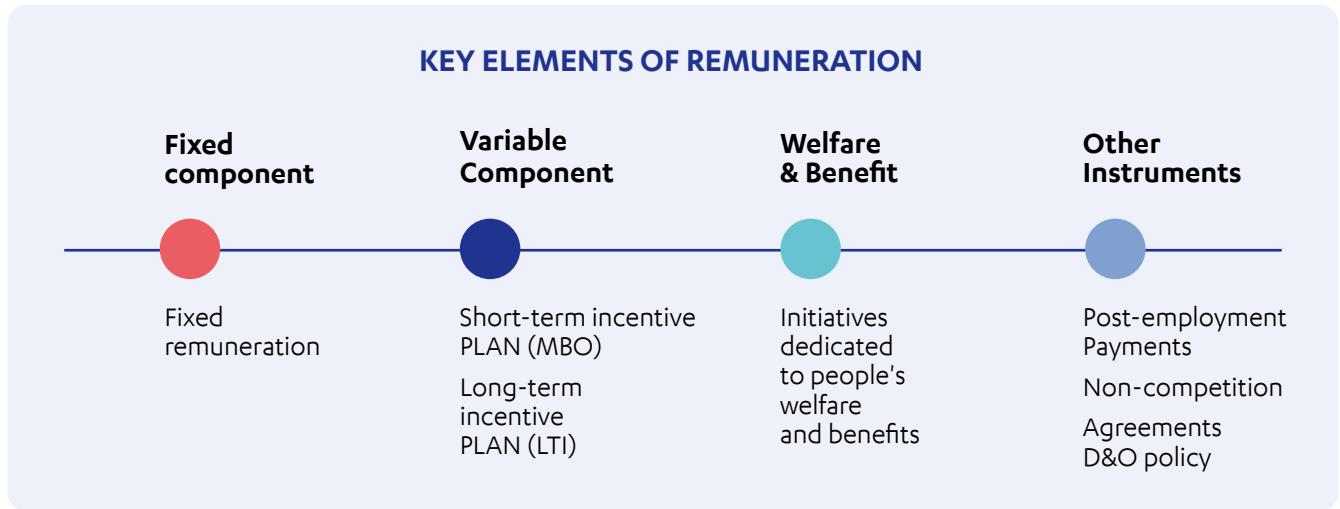 KEY ELEMENTS OF REMUNERATION
Fixed
component
Fixed
remuneration
Variable
Component
Short-term incentive
PLAN (MBO)
Long-term
incentive
PLAN (LTI)
Welfare
& Benefit
Initiatives
dedicated
to people's
welfare
and benefits
Other
Instruments
Post-employment
Payments
Non-competition
Agreements
D&O policy